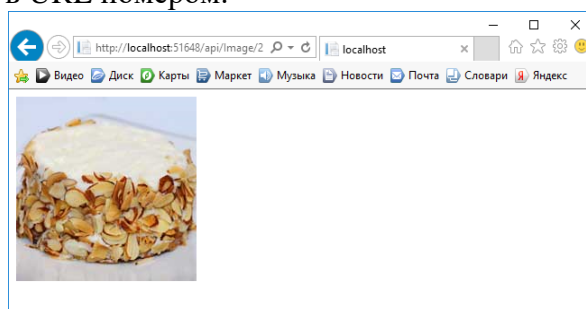 в URL номером.
http://localhost:51648/api/Image/2
localhost
Видео Диск Карты Маркет Музыка Новости Почта Словари Яндекс